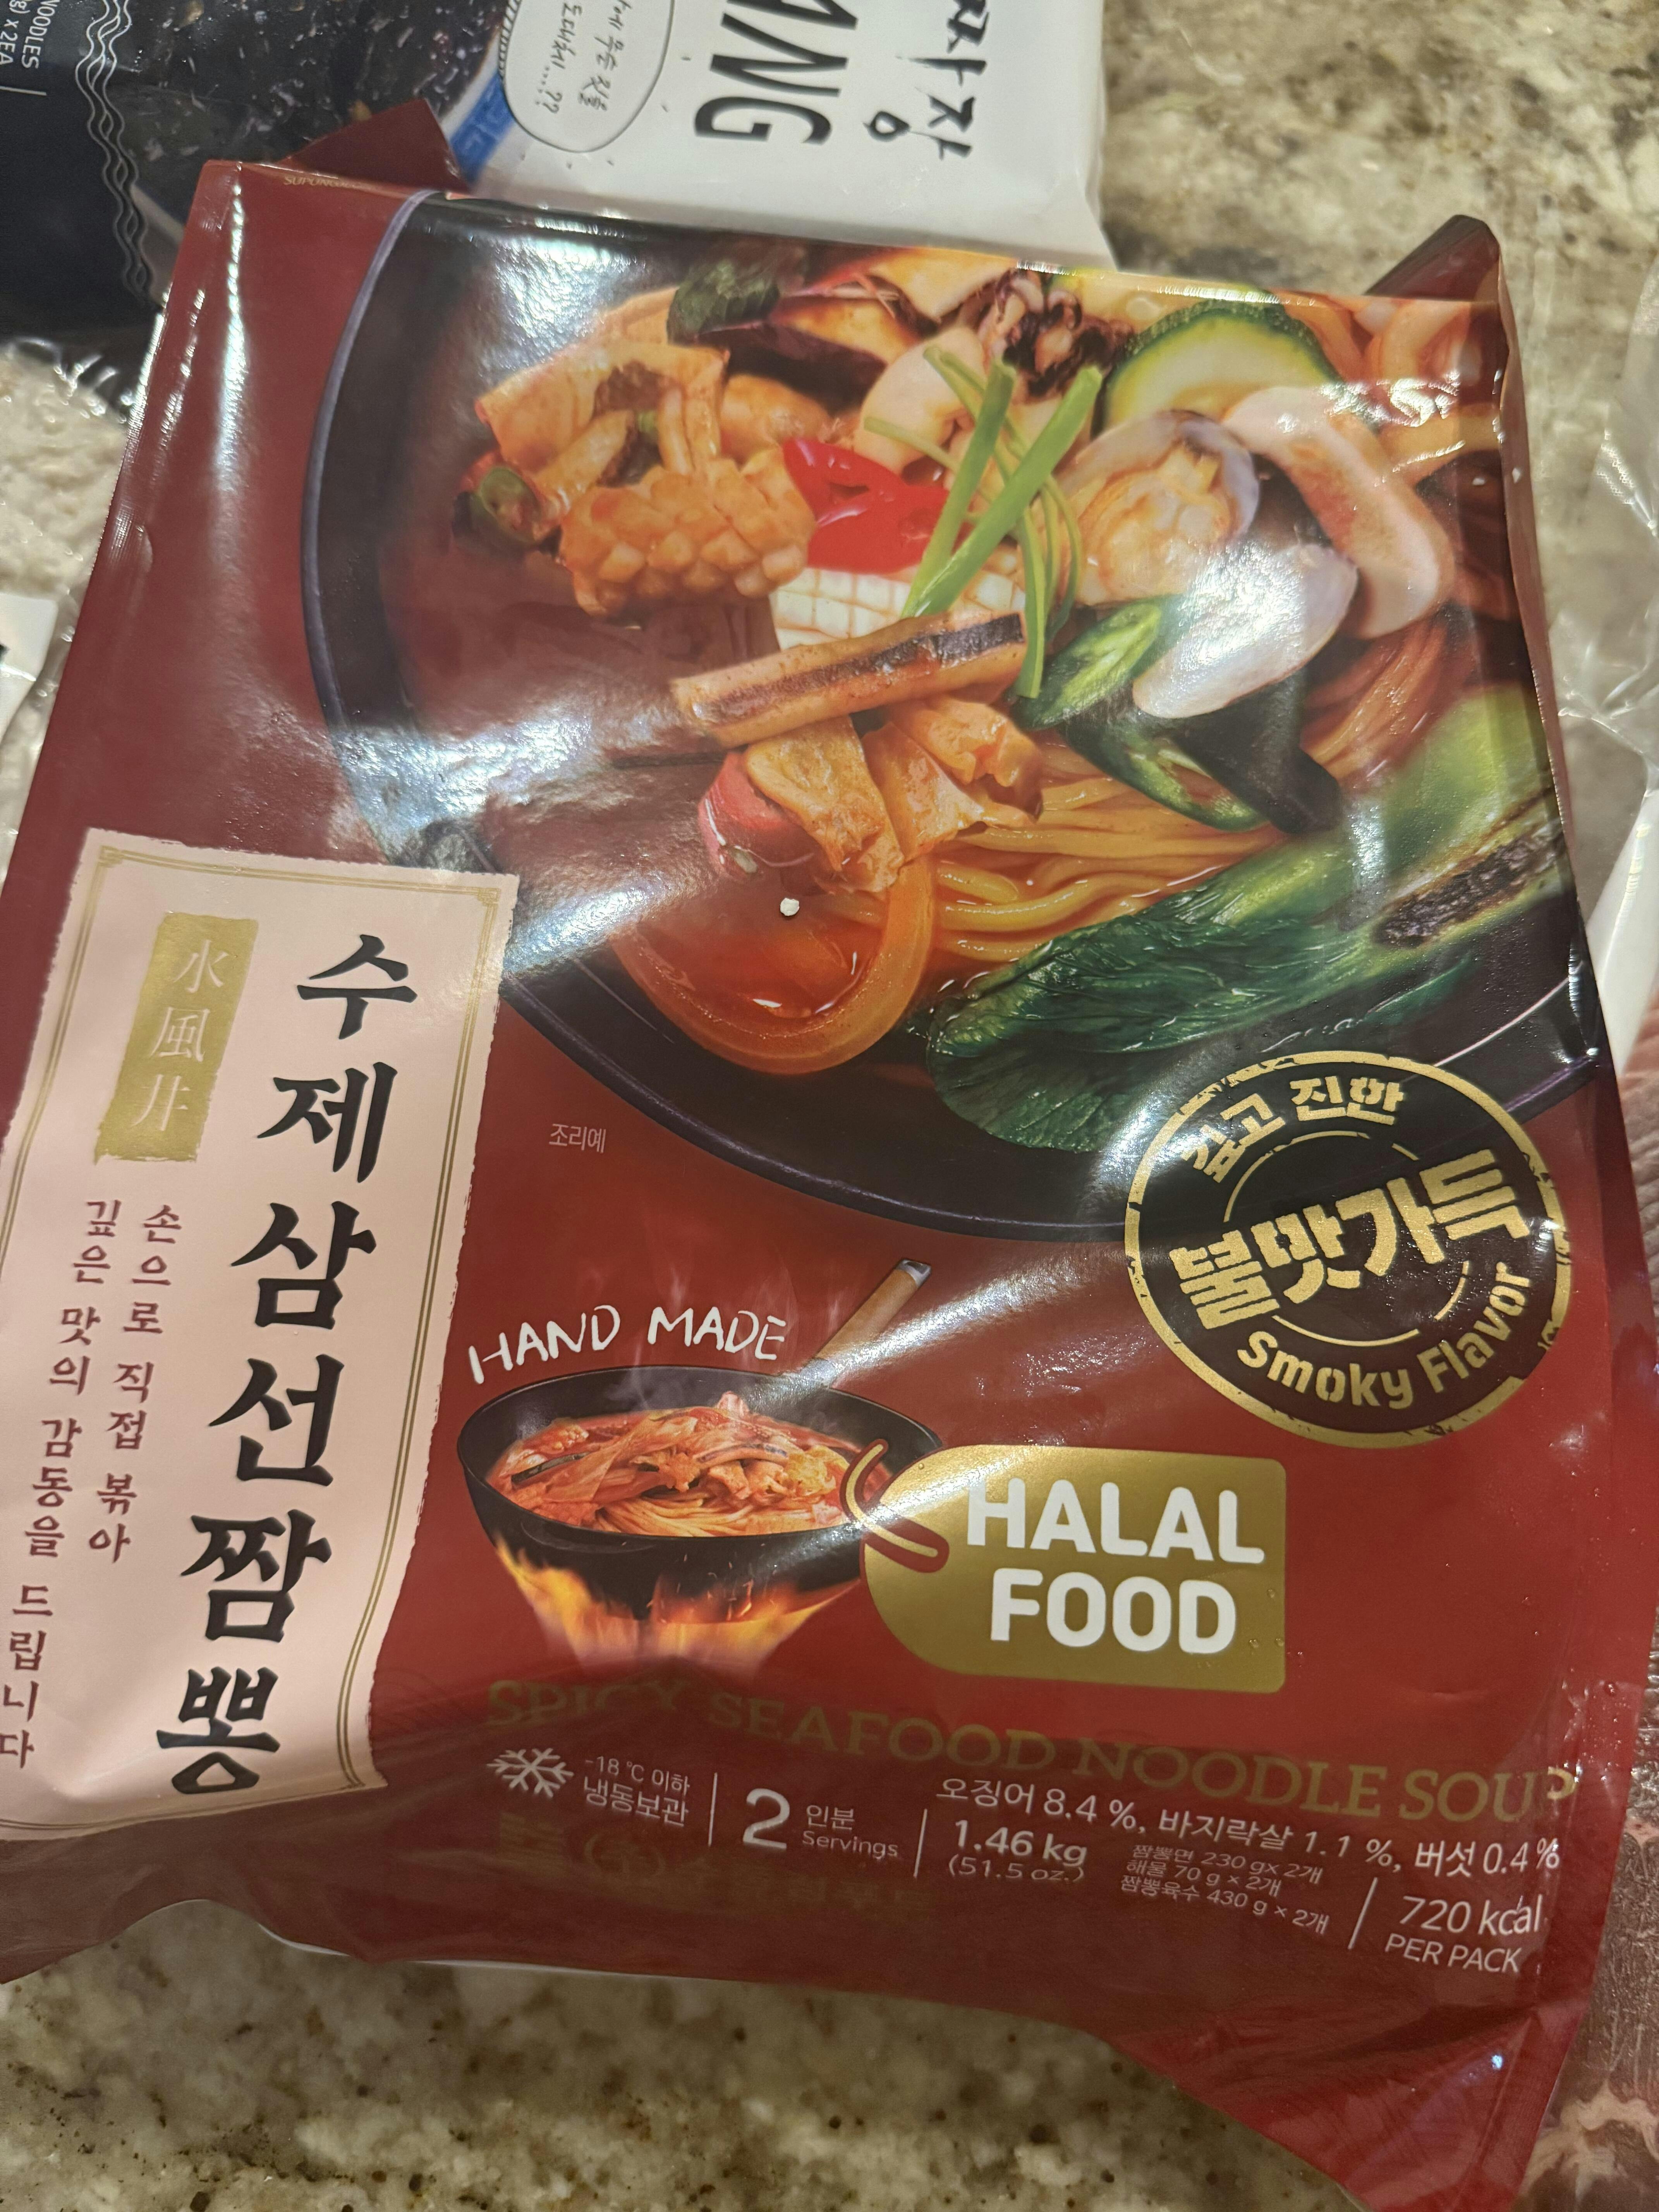 NOODLES
자장
ANG
SUPUNGJUNG
水風井
수제삼선짬뽕
손으로 직접 볶아
깊은 맛의 감동을 드립니다
조리예
깊고 진한
불맛가득
Smoky Flavor
HAND MADE
HALAL
FOOD
SPICY SEAFOOD NOODLE SOUP
오징어 8.4 %, 바지락살 1.1 %, 버섯 0.4 %
-18 ℃ 이하
냉동보관
2 인분
Servings
1.46 kg
(51.5 oz.)
짬뽕면 230 g x 2개
해물 70 g x 2개
짬뽕육수 430 g x 2개
720 kcal
PER PACK